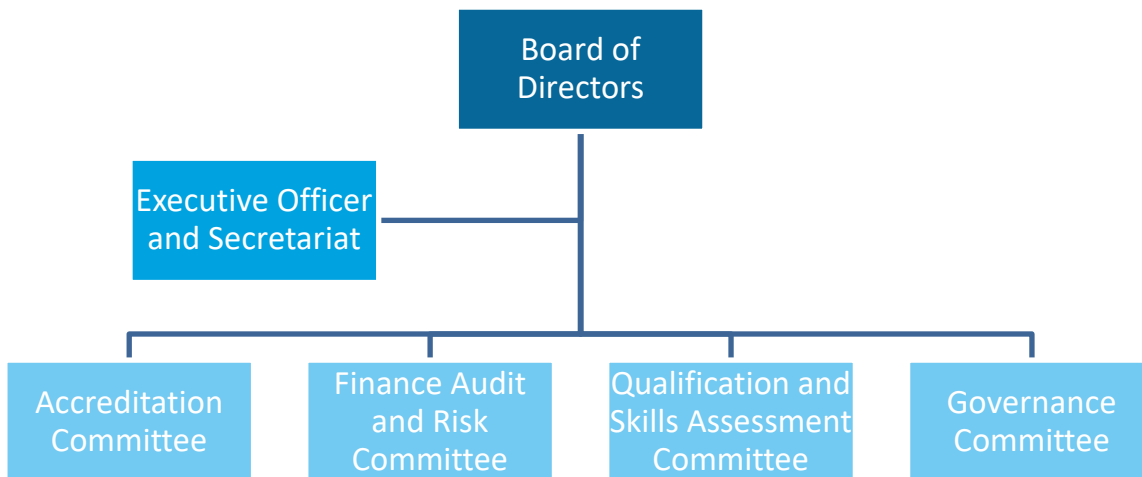 Board of
Directors
Executive Officer
and Secretariat
Accreditation
Committee
Finance Audit
and Risk
Committee
Qualification and
Skills Assessment
Committee
Governance
Committee